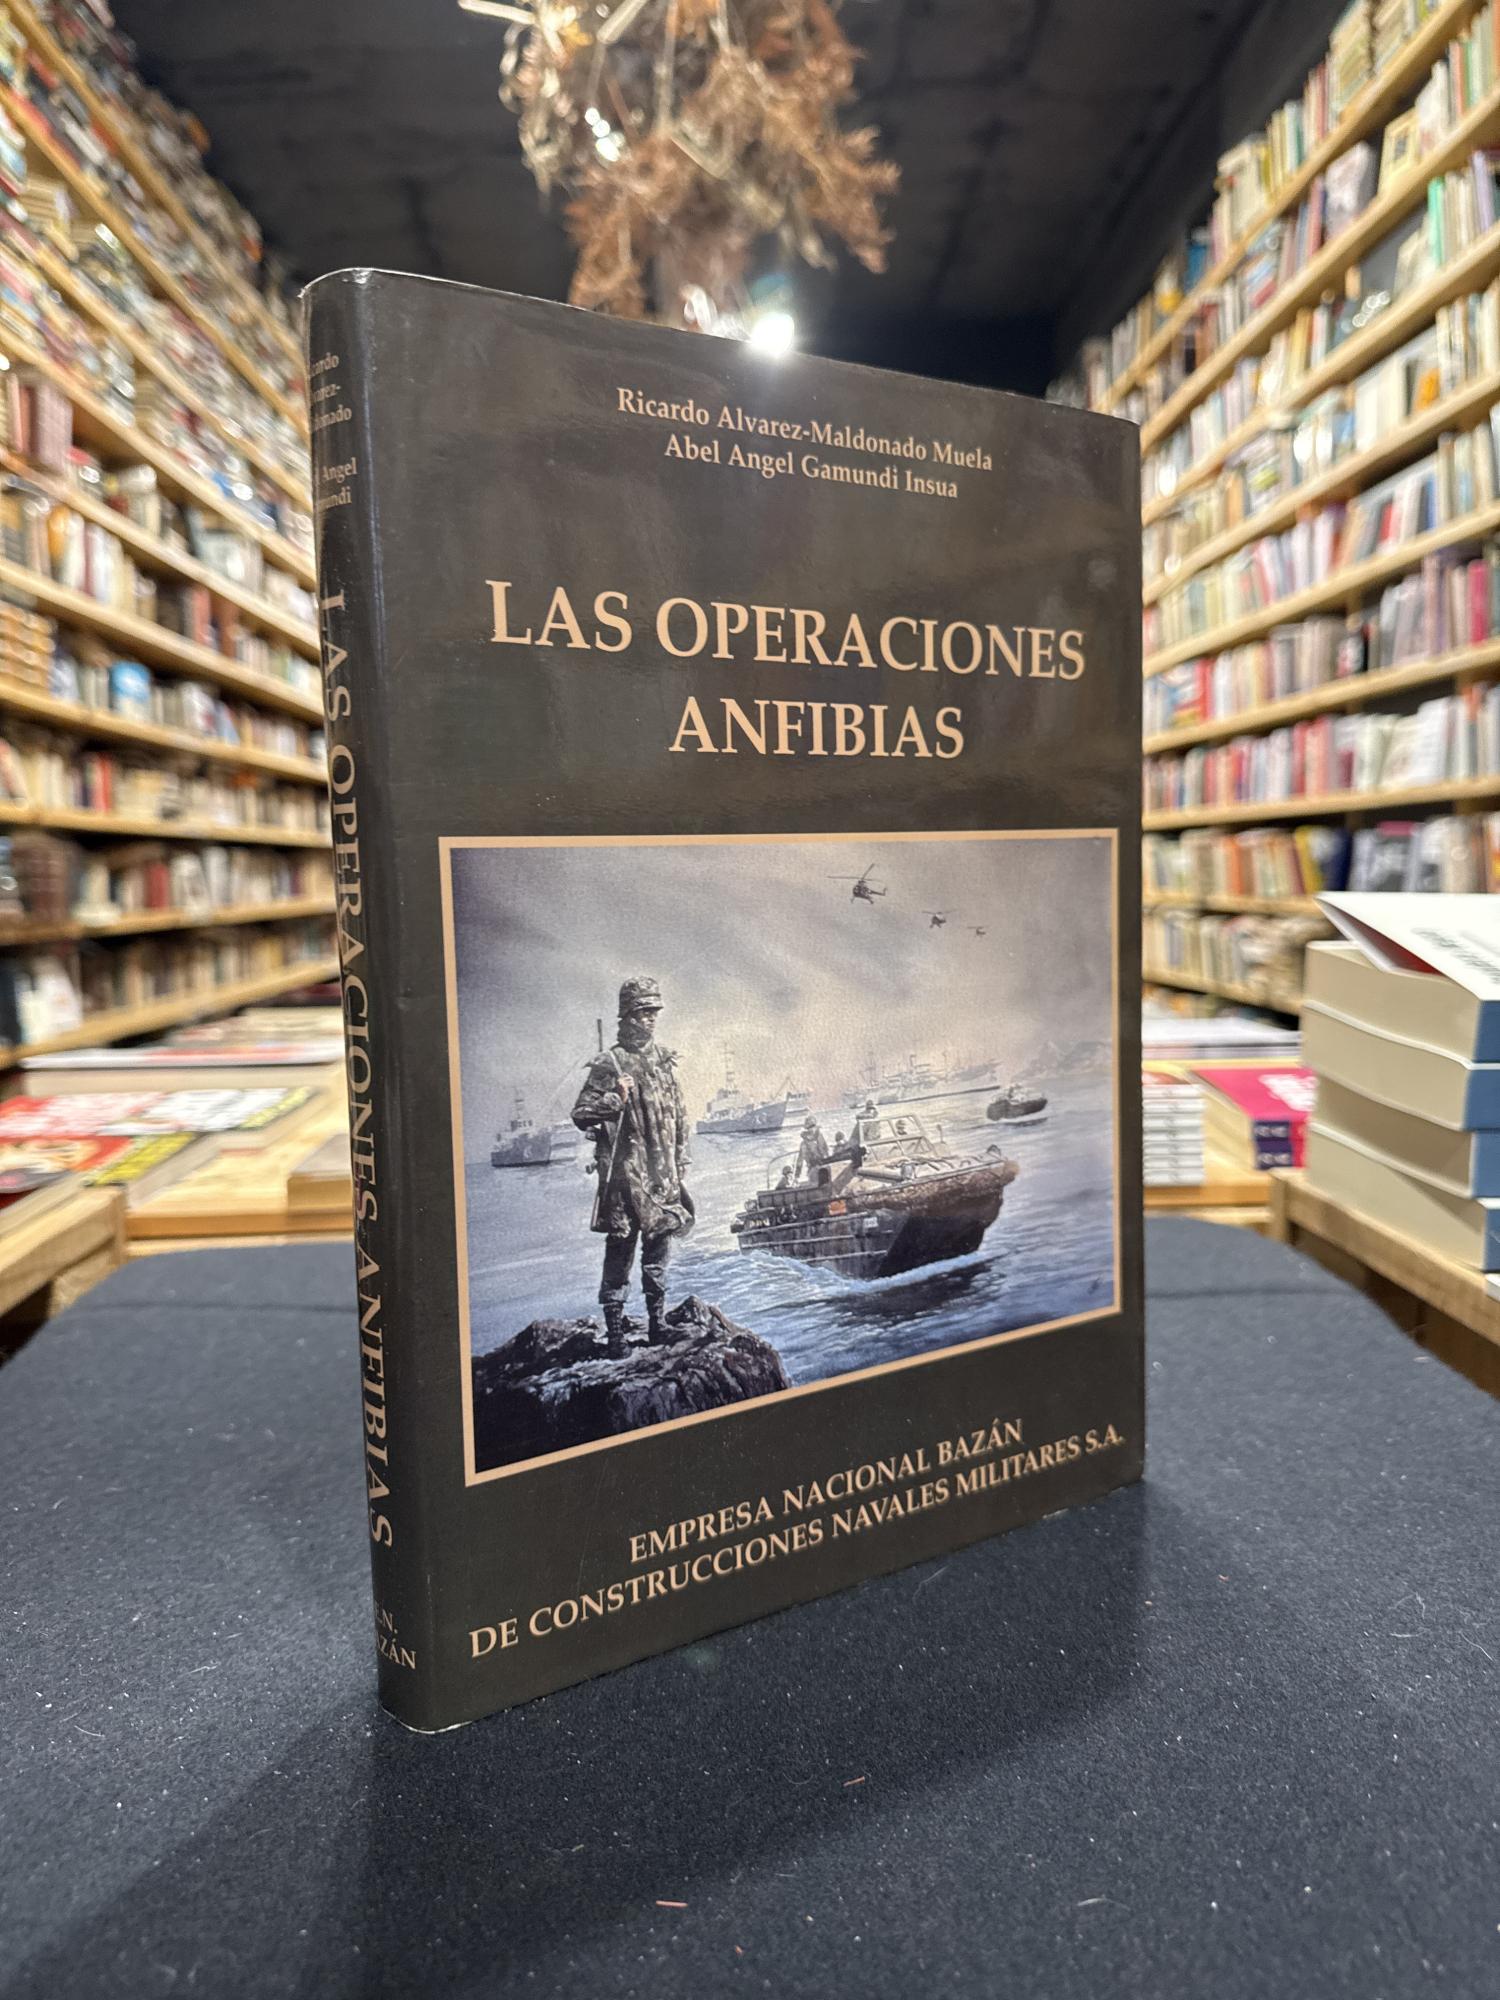 Ricardo Alvarez-Maldonado Muela
Abel Angel Gamundi Insua
LAS OPERACIONES
ANFIBIAS
EMPRESA NACIONAL BAZÁN
DE CONSTRUCCIONES NAVALES MILITARES S.A.
Angel
LAS OPERACIONES ANFIBIAS